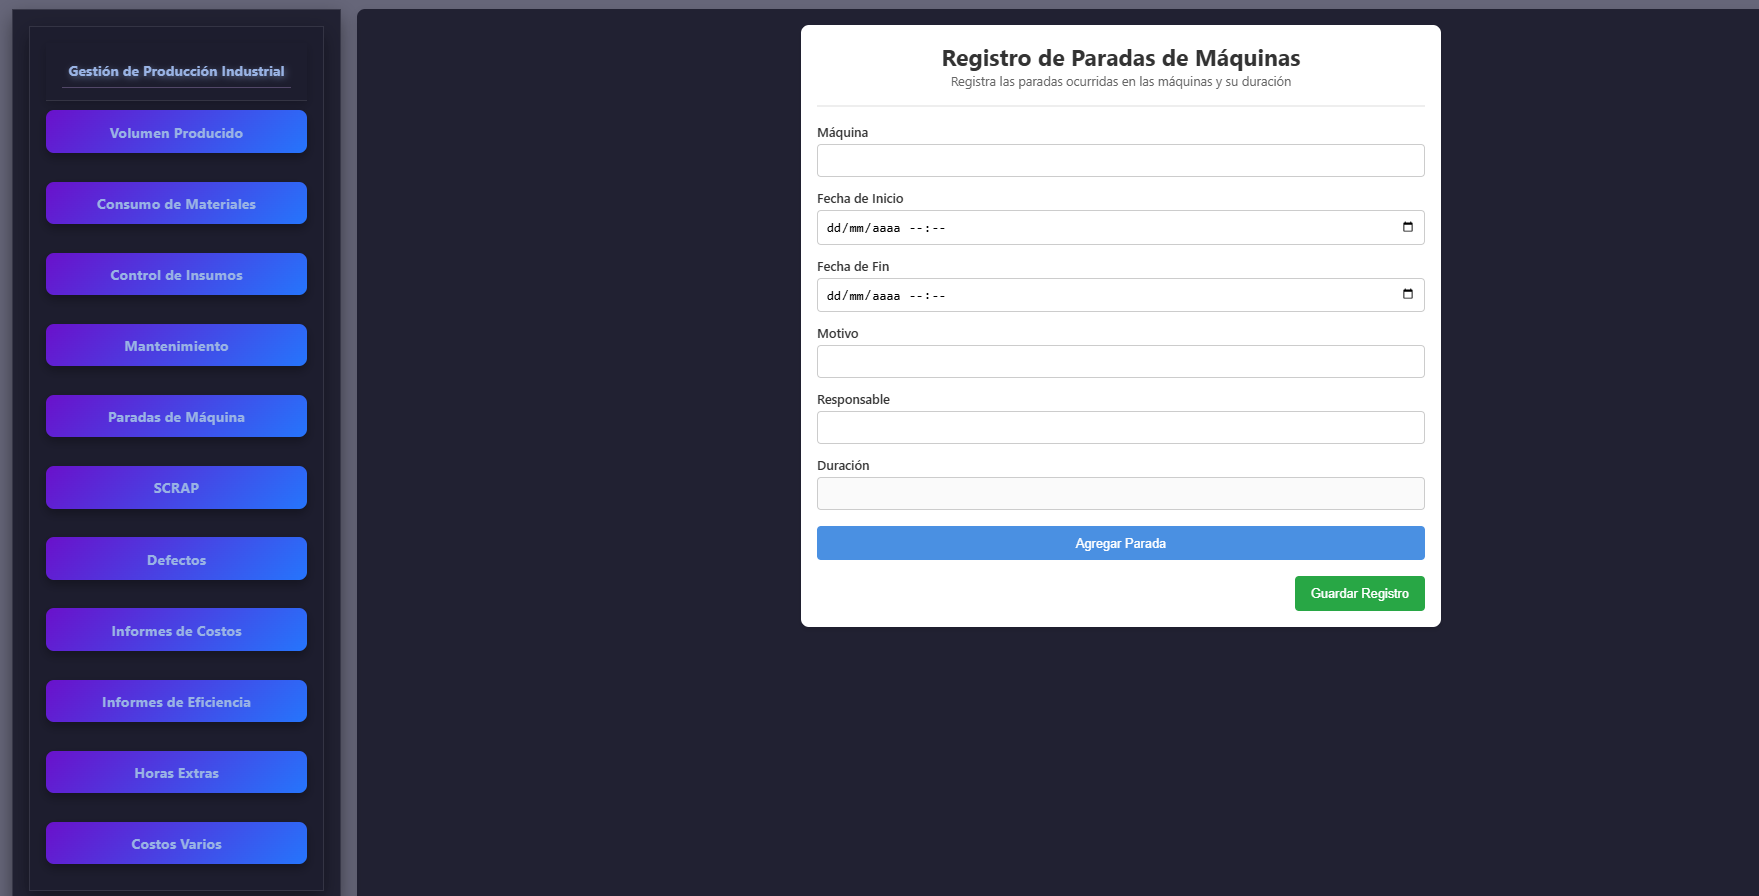 Gestión de Producción Industrial
Volumen Producido
Consumo de Materiales
Control de Insumos
Mantenimiento
Paradas de Máquina
SCRAP
Defectos
Informes de Costos
Informes de Eficiencia
Horas Extras
Costos Varios
Registro de Paradas de Máquinas
Registra las paradas ocurridas en las máquinas y su duración
Máquina
Fecha de Inicio
dd/mm/aaaa --:--
Fecha de Fin
dd/mm/aaaa --:--
Motivo
Responsable
Duración
Agregar Parada
Guardar Registro